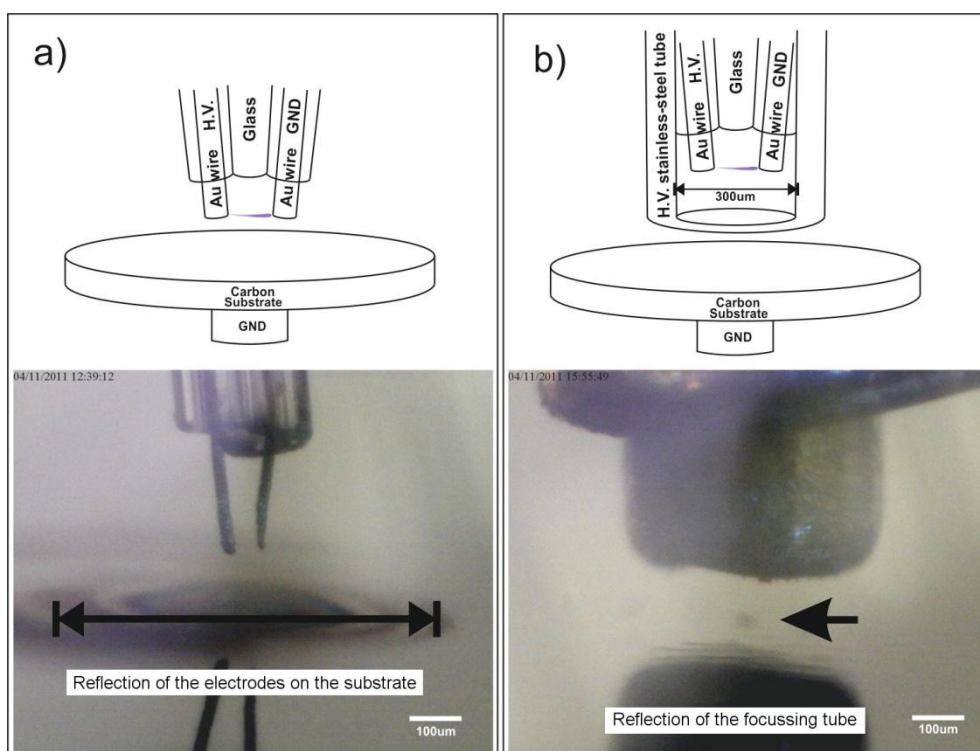 a)
Au wire H.V.
Glass
Au wire GND
Carbon
Substrate
GND
04/11/2011 12:39:12
Reflection of the electrodes on the substrate
100um
b)
H.V. stainless-steel tube
Au wire H.V.
Glass
Au wire GND
300um
Carbon
Substrate
GND
04/11/2011 15:55:49
Reflection of the focussing tube
100um